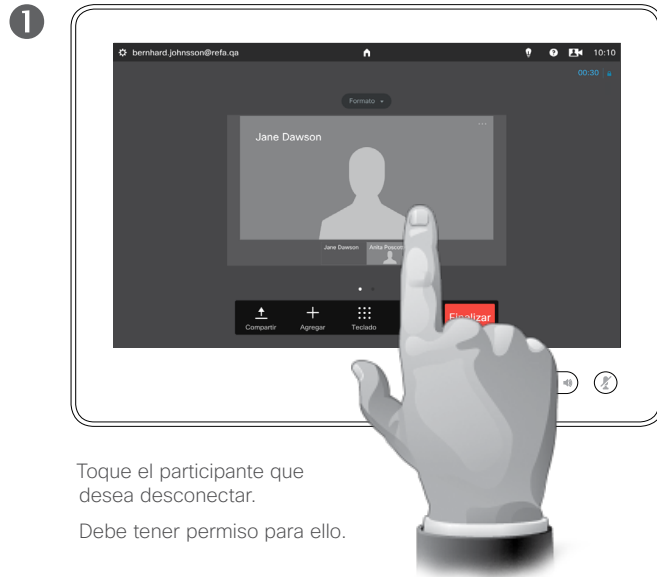 1
bernhard.johnsson@refa.qa
10:10
00:30
Formato
Jane Dawson
Jane Dawson
Compartir
Agregar
Teclado
Finalizar
Toque el participante que
desea desconectar.
Debe tener permiso para ello.